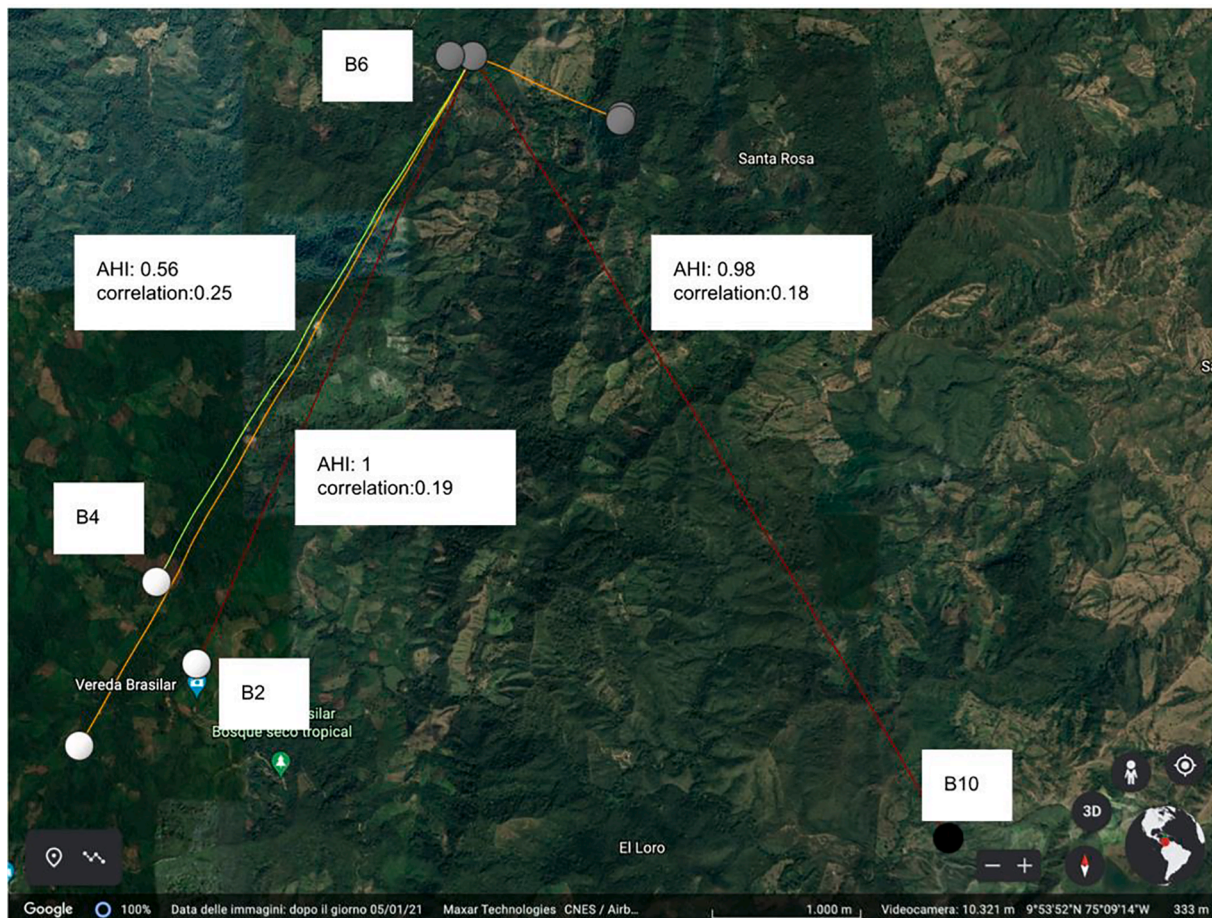 B6
Santa Rosa
AHI: 0.56
correlation:0.25
AHI: 0.98
correlation:0.18
Sa
AHI: 1
correlation:0.19
B4
Vereda Brasilar
B2
silar
Bosque seco tropical
B10
3D
El Loro
Google
100%
Data delle immagini: dopo il giorno 05/01/21
Maxar Technologies
CNES / Airb...
1.000 m
Videocamera: 10.321 m
9°53'52"N 75°09'14"W
333 m